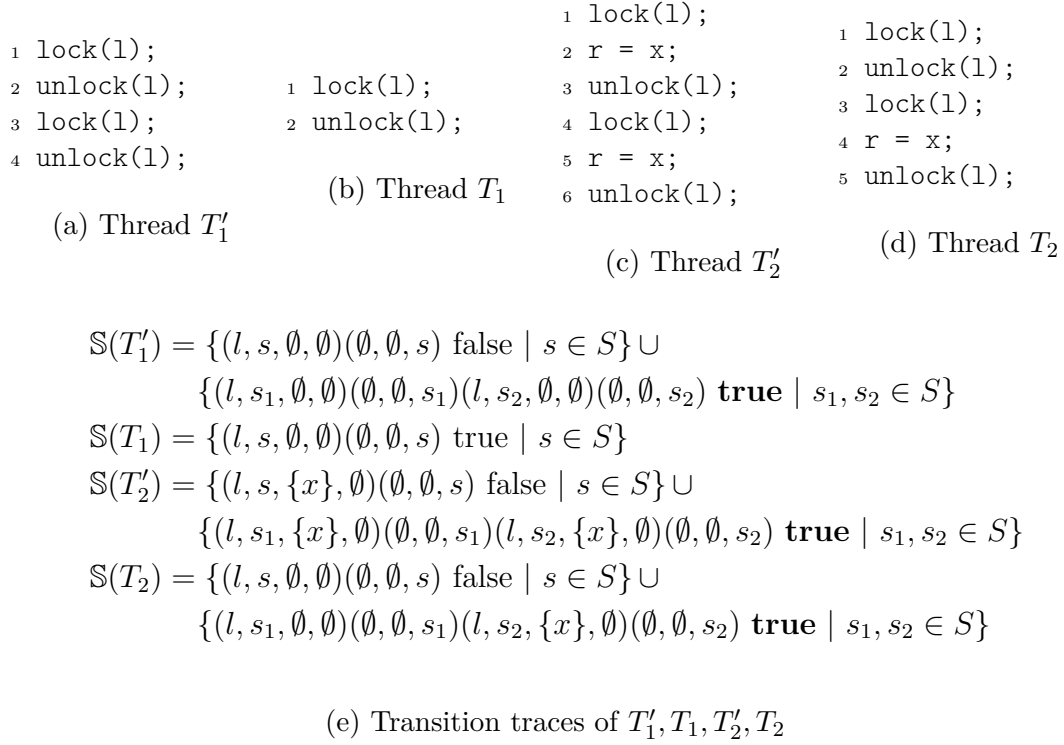 1 lock(l);
2 unlock(l);
3 lock(l);
4 unlock(l);
(a) Thread T′₁
1 lock(l);
2 unlock(l);
(b) Thread T₁
1 lock(l);
2 r = x;
3 unlock(l);
4 lock(l);
5 r = x;
6 unlock(l);
(c) Thread T′₂
1 lock(l);
2 unlock(l);
3 lock(l);
4 r = x;
5 unlock(l);
(d) Thread T₂
𝕊(T′₁) = {(l, s, ∅, ∅)(∅, ∅, s) false | s ∈ S} ∪
{(l, s₁, ∅, ∅)(∅, ∅, s₁)(l, s₂, ∅, ∅)(∅, ∅, s₂) true | s₁, s₂ ∈ S}
𝕊(T₁) = {(l, s, ∅, ∅)(∅, ∅, s) true | s ∈ S}
𝕊(T′₂) = {(l, s, {x}, ∅)(∅, ∅, s) false | s ∈ S} ∪
{(l, s₁, {x}, ∅)(∅, ∅, s₁)(l, s₂, {x}, ∅)(∅, ∅, s₂) true | s₁, s₂ ∈ S}
𝕊(T₂) = {(l, s, ∅, ∅)(∅, ∅, s) false | s ∈ S} ∪
{(l, s₁, ∅, ∅)(∅, ∅, s₁)(l, s₂, {x}, ∅)(∅, ∅, s₂) true | s₁, s₂ ∈ S}
(e) Transition traces of T′₁, T₁, T′₂, T₂